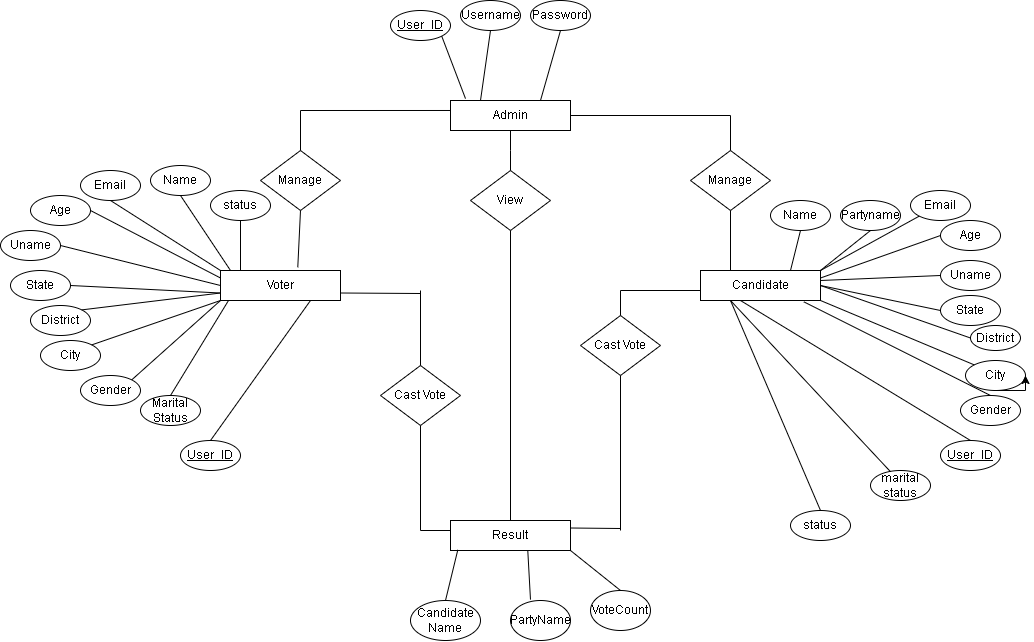 User_ID
Username
Password
Admin
Manage
View
Manage
Email
Name
status
Age
Uname
State
District
City
Gender
Marital
Status
User_ID
Voter
Name
Partyname
Email
Age
Uname
State
District
City
Gender
User_ID
marital
status
status
Candidate
Cast Vote
Cast Vote
Result
Candidate
Name
PartyName
VoteCount